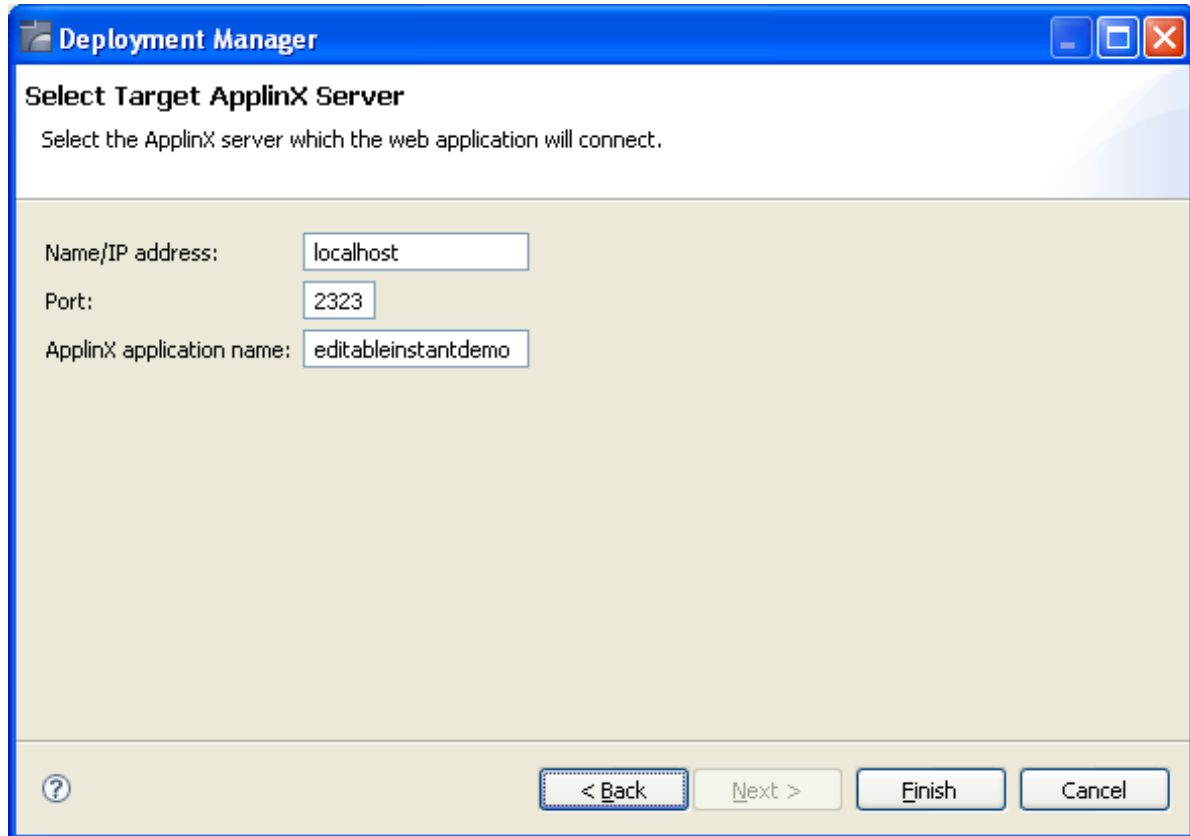 Deployment Manager
Select Target ApplinX Server
Select the ApplinX server which the web application will connect.
Name/IP address: localhost
Port: 2323
ApplinX application name: editableinstantdemo
? < Back Next > Finish Cancel